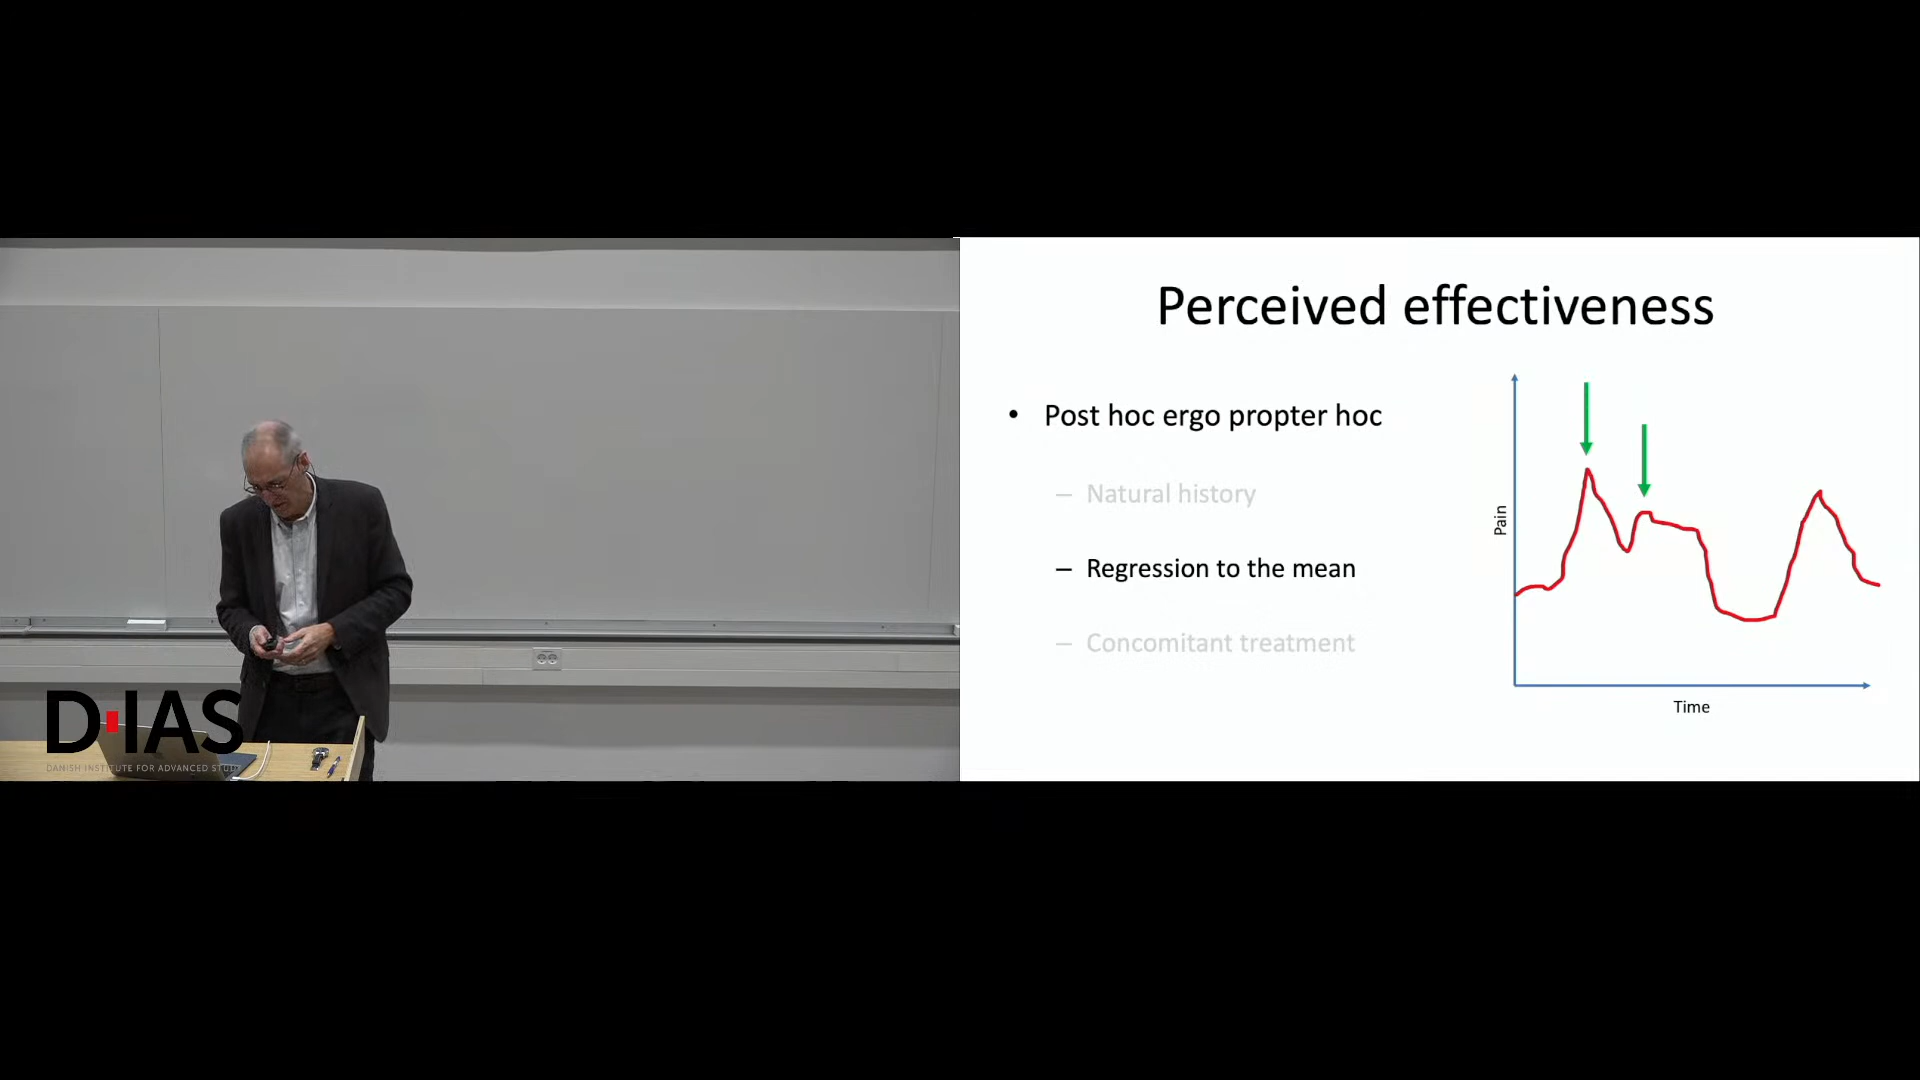 Perceived effectiveness
• Post hoc ergo propter hoc
– Natural history
– Regression to the mean
– Concomitant treatment
Pain
Time
D·IAS
DANISH INSTITUTE FOR ADVANCED STUDY